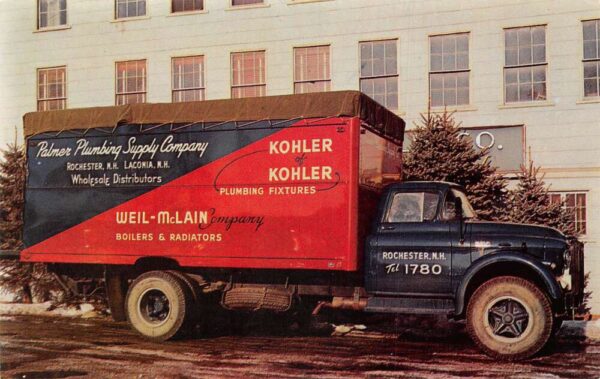 Palmer Plumbing Supply Company
Rochester, N.H. Laconia, N.H.
Wholesale Distributors
KOHLER
of
KOHLER
PLUMBING FIXTURES
WEIL-McLAIN Company
BOILERS & RADIATORS
ROCHESTER, N.H.
Tel 1780
CO.